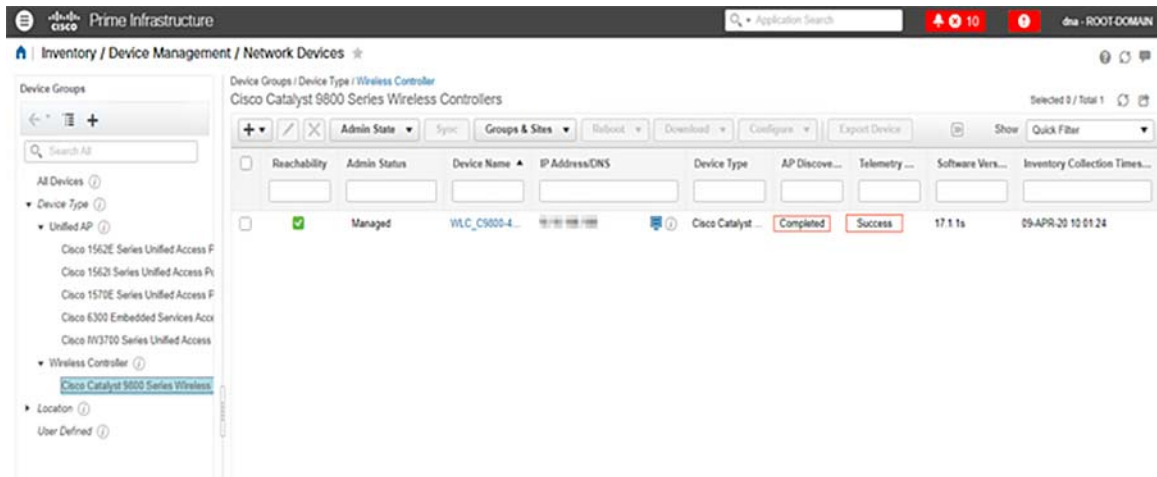 cisco Prime Infrastructure
Application Search
10
dna - ROOT-DOMAIN
Inventory / Device Management / Network Devices
Device Groups
Search All
All Devices
Device Type
Unified AP
Cisco 1562E Series Unified Access P
Cisco 1562I Series Unified Access Po
Cisco 1570E Series Unified Access P
Cisco 6300 Embedded Services Acce
Cisco IW3700 Series Unified Access
Wireless Controller
Cisco Catalyst 9800 Series Wireless
Location
User Defined
Device Groups / Device Type / Wireless Controller
Cisco Catalyst 9800 Series Wireless Controllers
Selected 0 / Total 1
Admin State Sync Groups & Sites Reboot Download Configure Export Device Show Quick Filter
Reachability Admin Status Device Name IP Address/DNS Device Type AP Discove... Telemetry ... Software Vers... Inventory Collection Times...
Managed WLC_C9800-4... Cisco Catalyst ... Completed Success 17.1.1s 09-APR-20 10:01:24